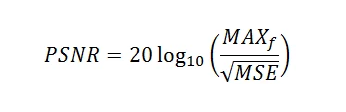 PSNR = 20 log₁₀ (MAX_f / √MSE)